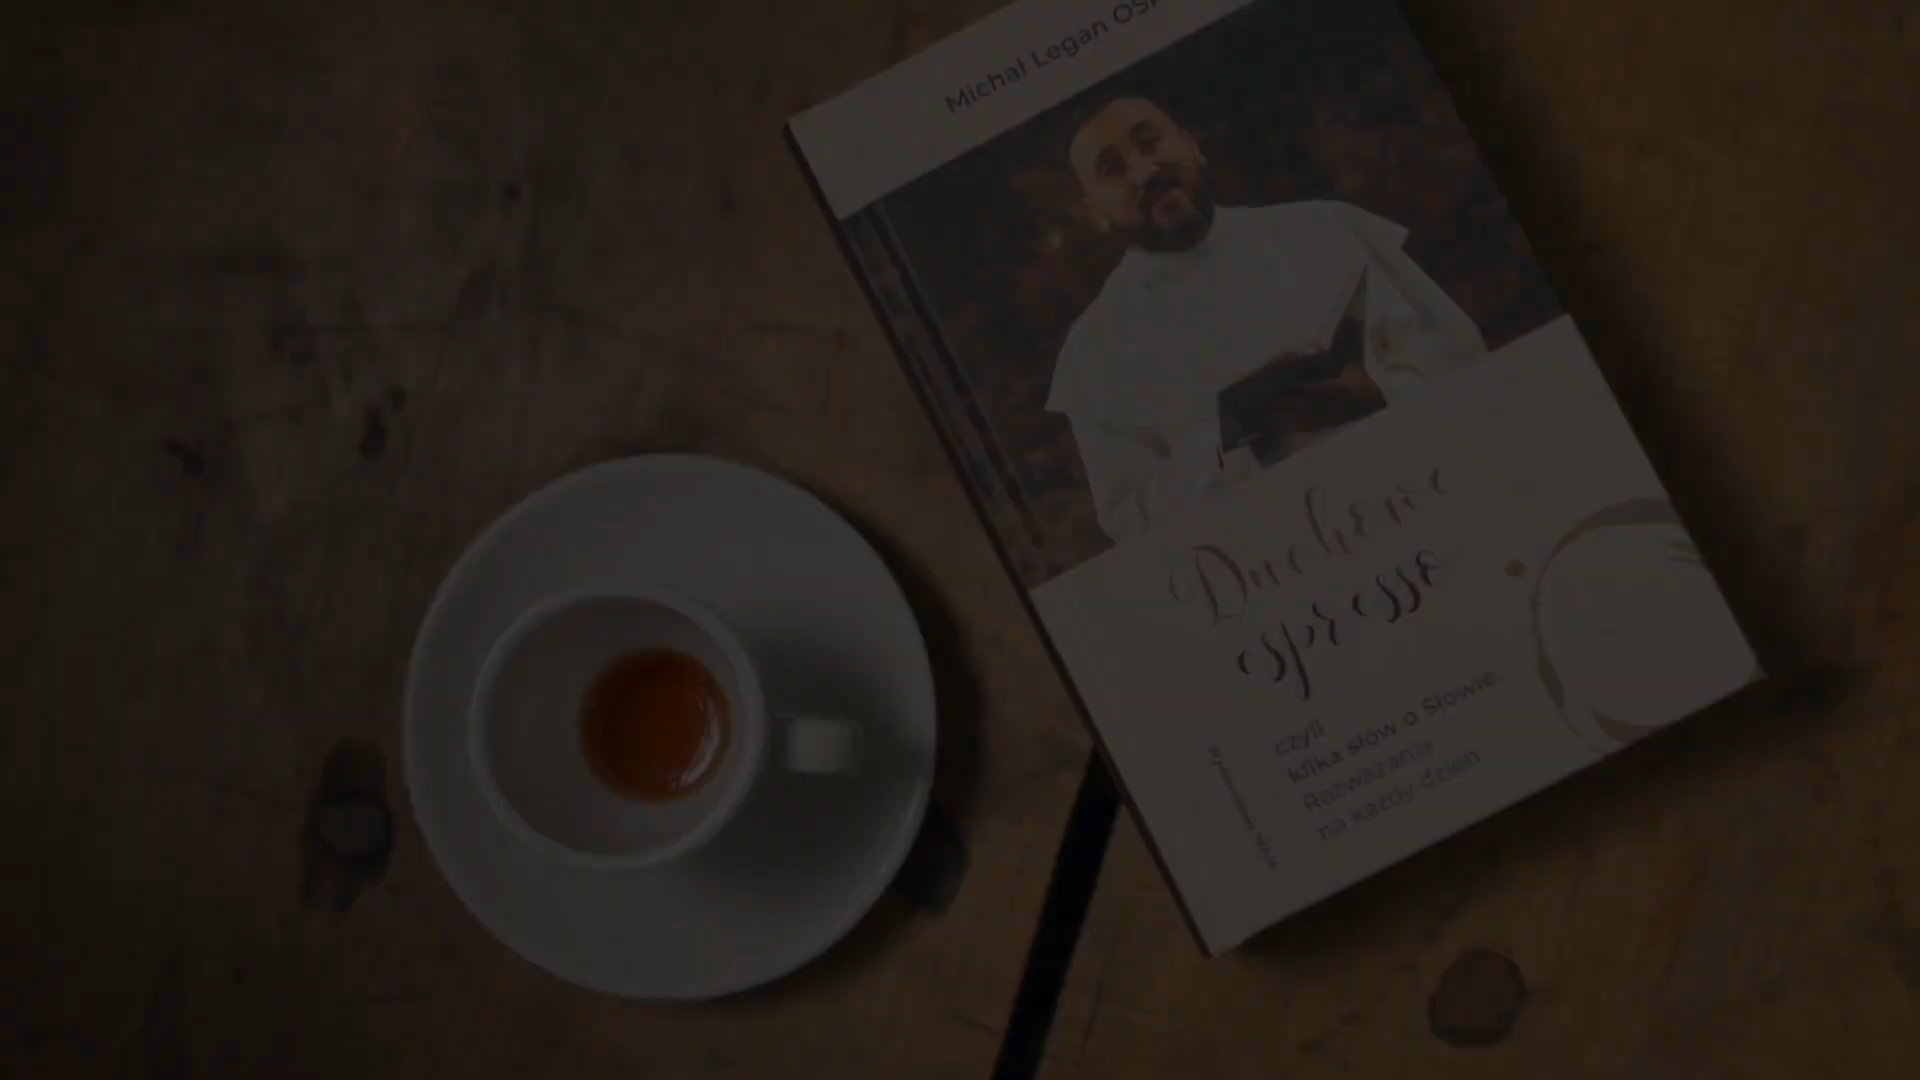 Michał Legan OSP
Duchowe
espresso
czyli
kilka słów o Słowie.
Rozważania
na każdy dzień